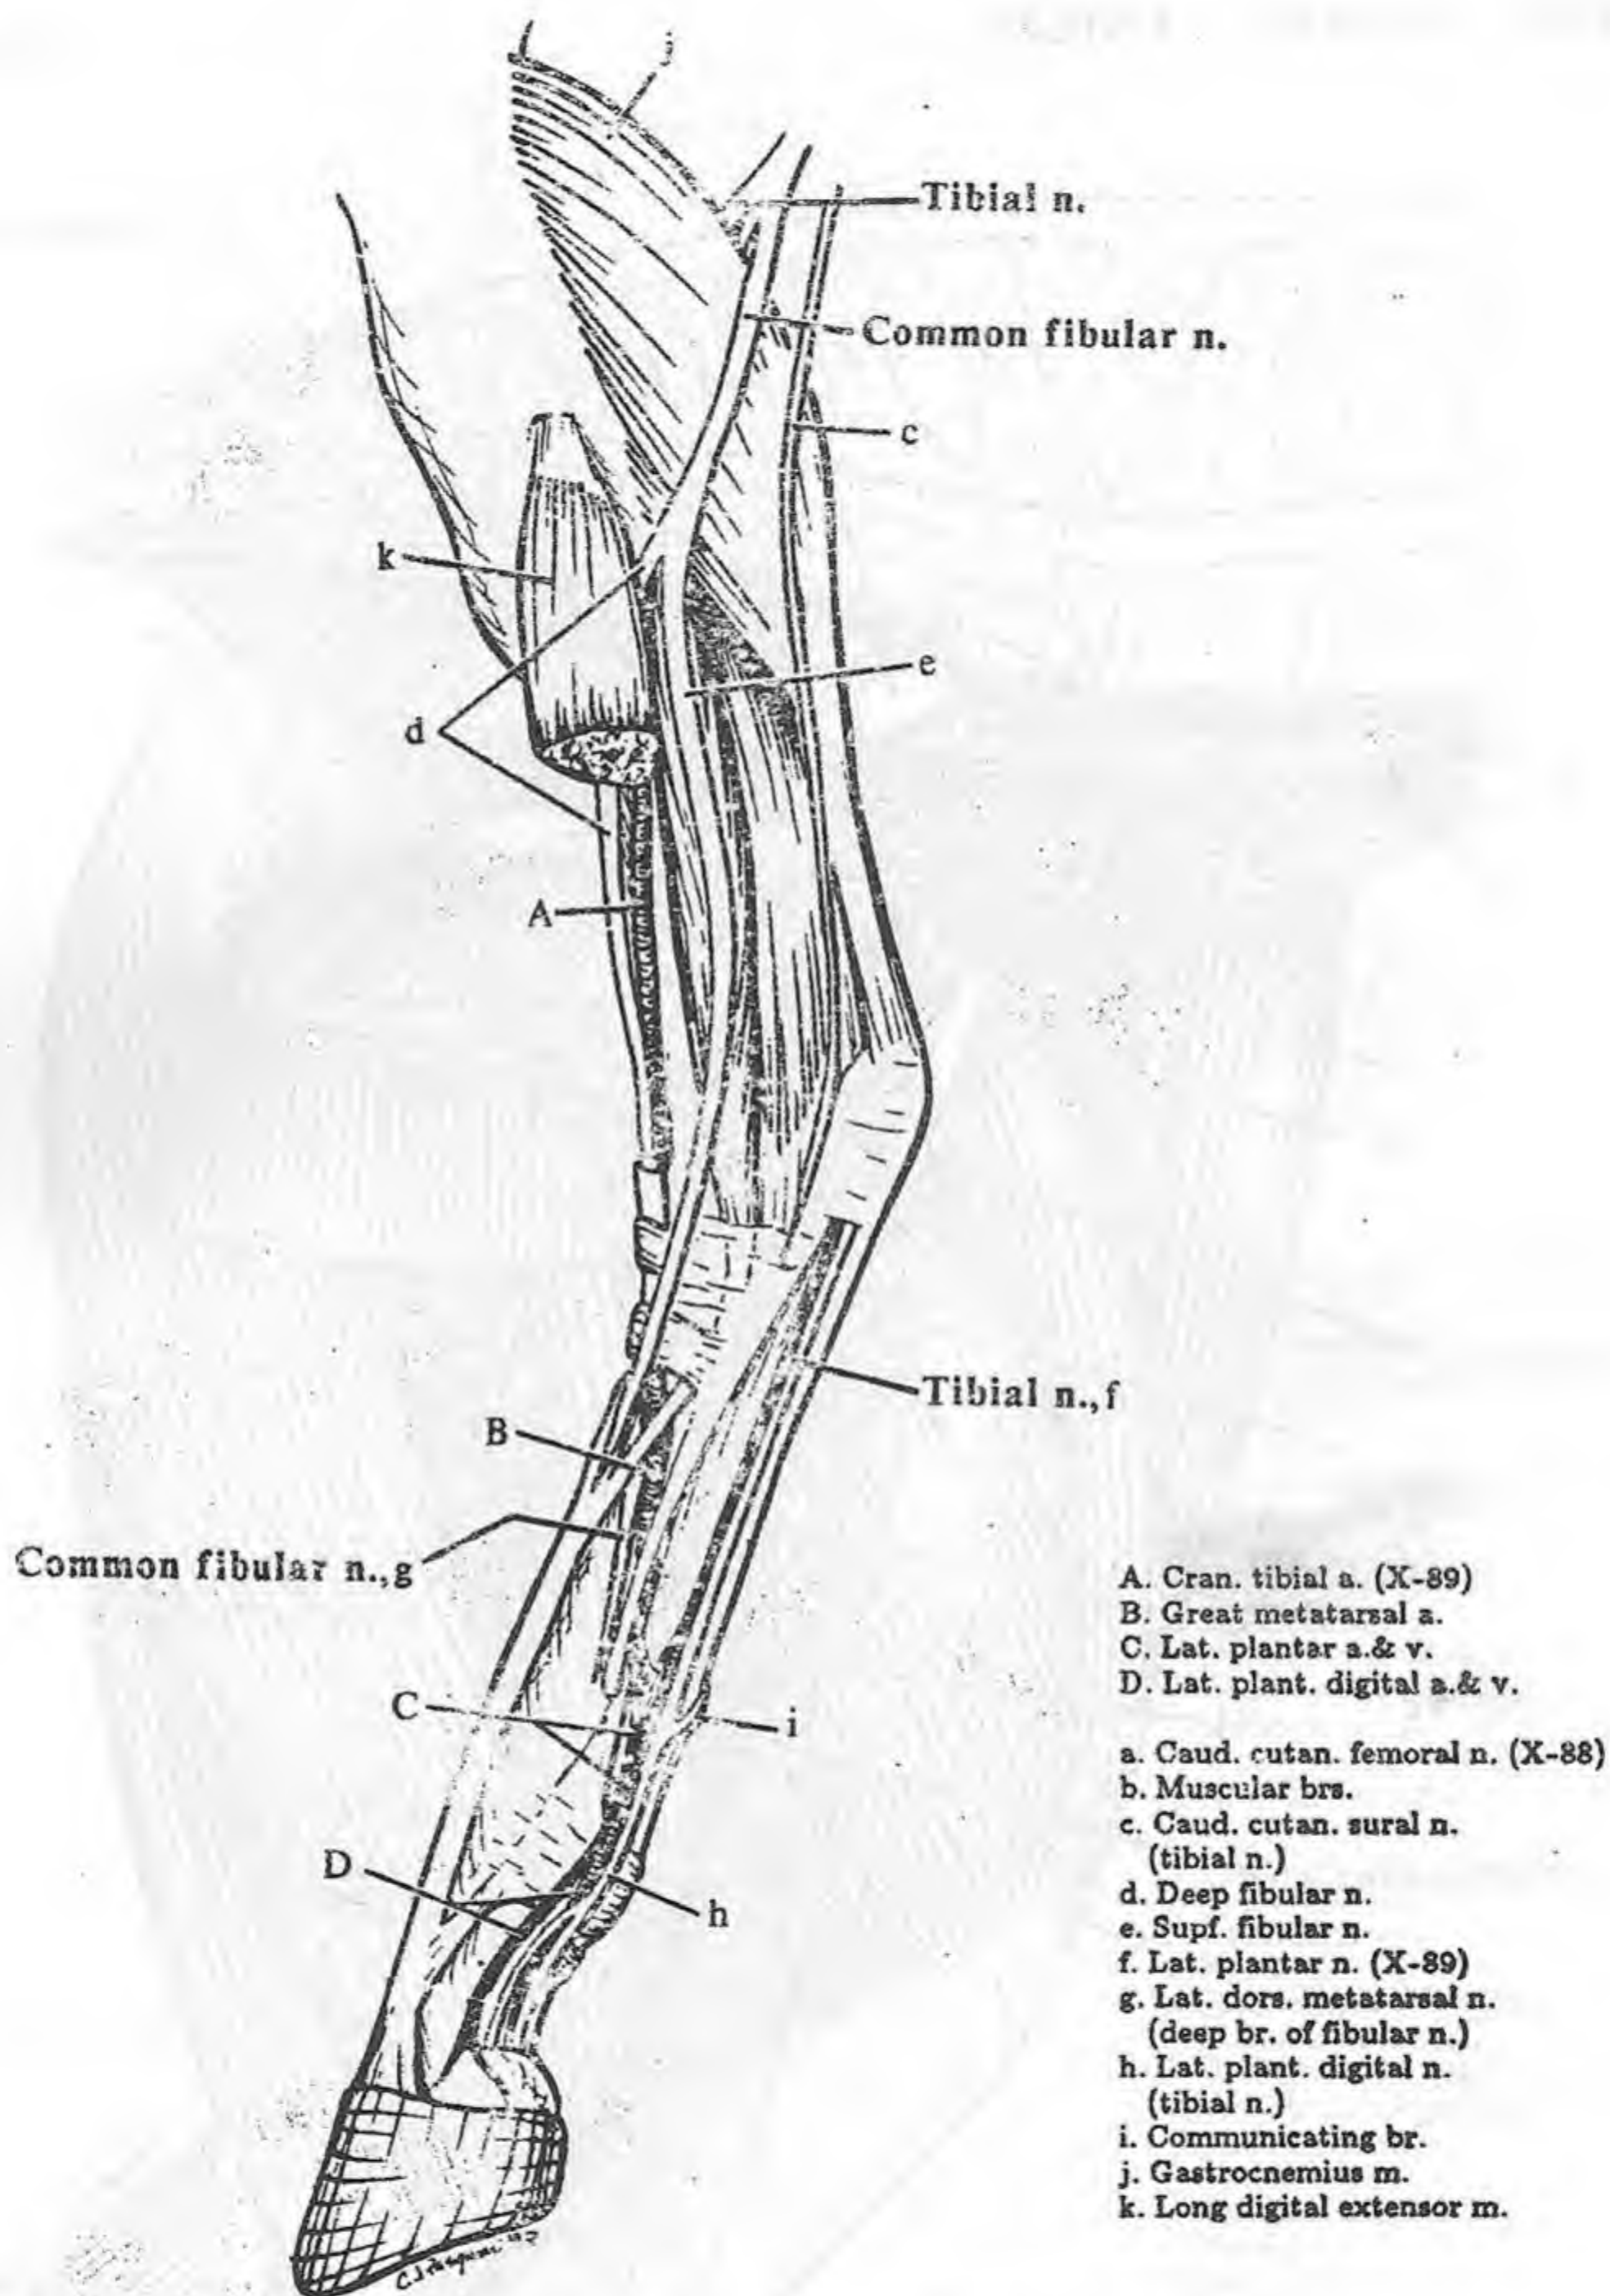 j
Tibial n.
Common fibular n.
c
k
e
d
A
Tibial n., f
B
Common fibular n., g
C
i
D
h
A. Cran. tibial a. (X-89)
B. Great metatarsal a.
C. Lat. plantar a. & v.
D. Lat. plant. digital a. & v.
a. Caud. cutan. femoral n. (X-88)
b. Muscular brs.
c. Caud. cutan. sural n.
(tibial n.)
d. Deep fibular n.
e. Supf. fibular n.
f. Lat. plantar n. (X-89)
g. Lat. dors. metatarsal n.
(deep br. of fibular n.)
h. Lat. plant. digital n.
(tibial n.)
i. Communicating br.
j. Gastrocnemius m.
k. Long digital extensor m.